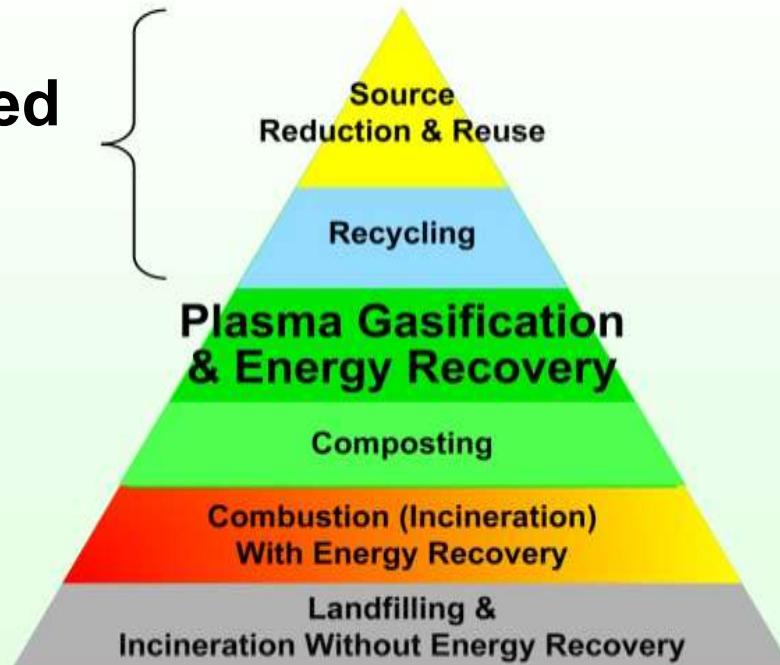 Source
Reduction & Reuse
Recycling
Plasma Gasification
& Energy Recovery
Composting
Combustion (Incineration)
With Energy Recovery
Landfilling &
Incineration Without Energy Recovery